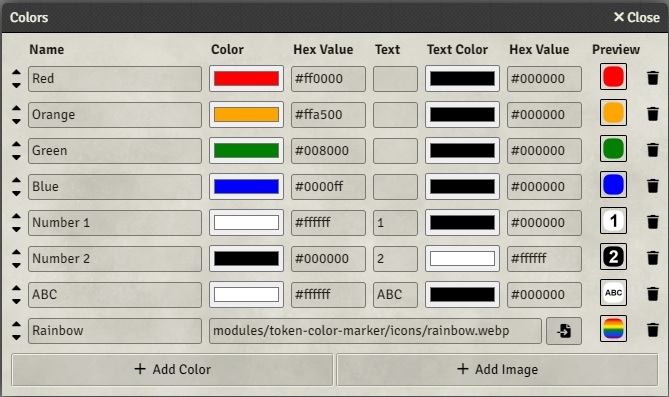 Colors × Close
Name Color Hex Value Text Text Color Hex Value Preview
Red #ff0000 #000000
Orange #ffa500 #000000
Green #008000 #000000
Blue #0000ff #000000
Number 1 #ffffff 1 #000000 1
Number 2 #000000 2 #ffffff 2
ABC #ffffff ABC #000000 ABC
Rainbow modules/token-color-marker/icons/rainbow.webp
+ Add Color + Add Image